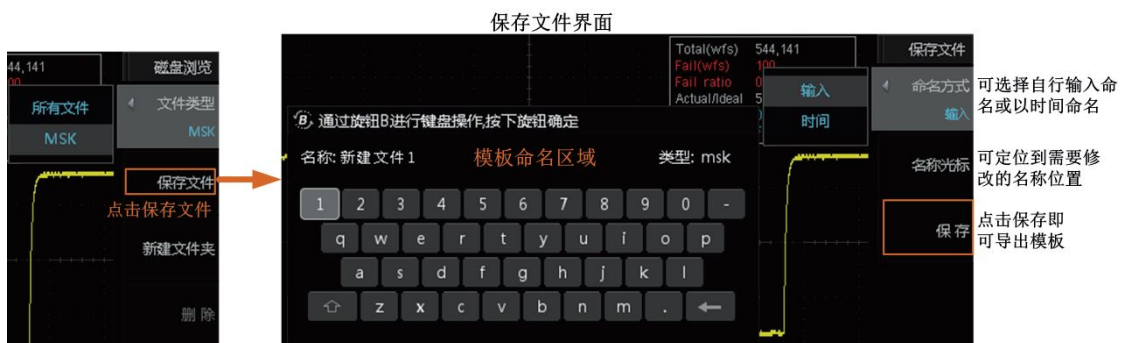 保存文件界面
44,141
00
磁盘浏览
所有文件
MSK
文件类型
MSK
保存文件
点击保存文件
新建文件夹
删 除
Total(wfs) 544,141
Fail(wfs) 100
Fail ratio 0
Actual/Ideal 5
通过旋钮B进行键盘操作,按下旋钮确定
名称: 新建文件1
模板命名区域
类型: msk
1 2 3 4 5 6 7 8 9 0 -
q w e r t y u i o p
a s d f g h j k l
z x c v b n m .
输入
时间
保存文件
命名方式
输入
名称光标
保 存
可选择自行输入命
名或以时间命名
可定位到需要修
改的名称位置
点击保存即
可导出模板